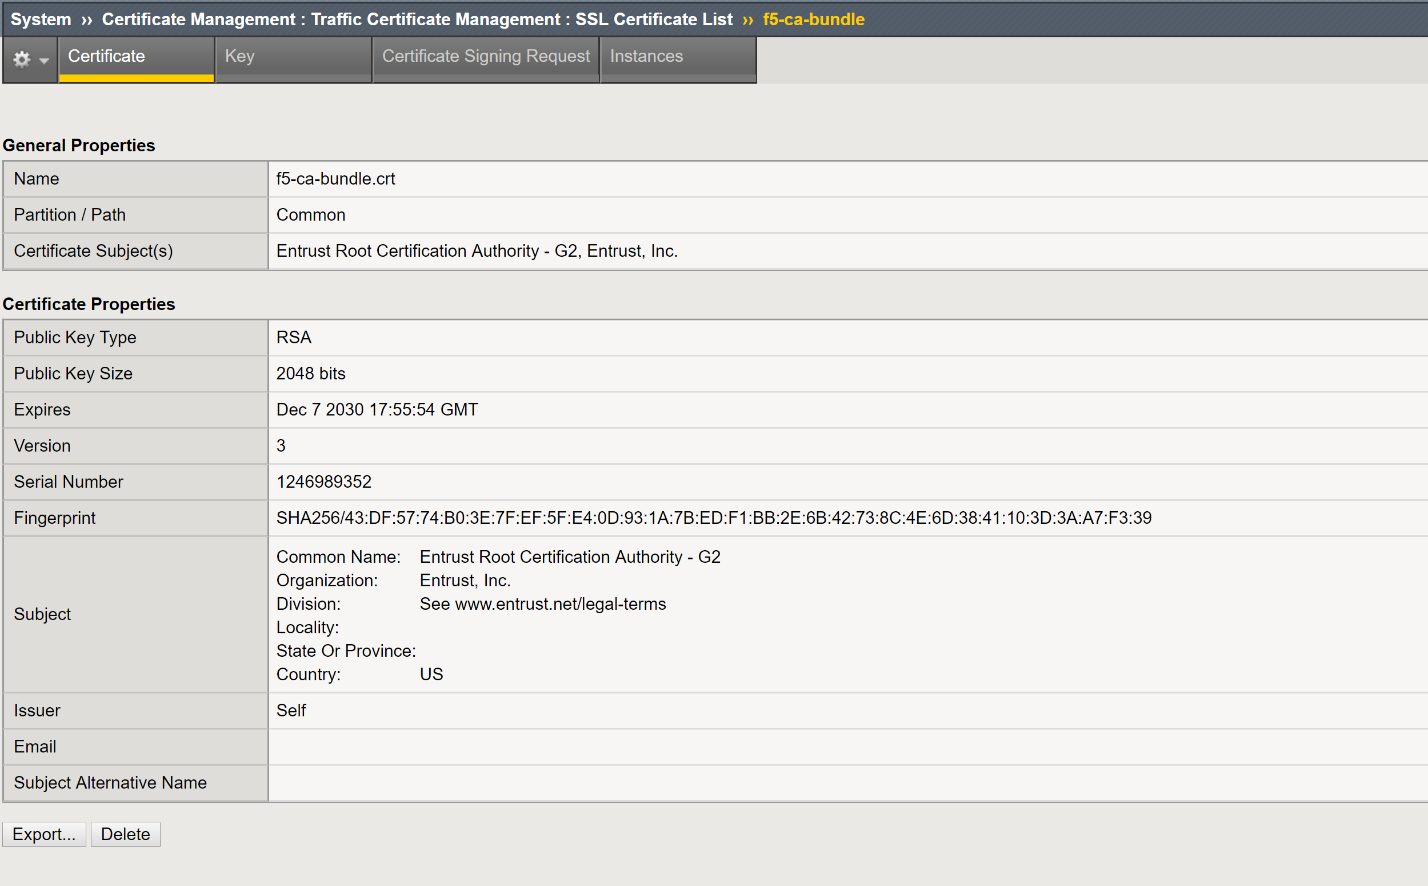 System ›› Certificate Management : Traffic Certificate Management : SSL Certificate List ›› f5-ca-bundle
Certificate Key Certificate Signing Request Instances
General Properties
Name f5-ca-bundle.crt
Partition / Path Common
Certificate Subject(s) Entrust Root Certification Authority - G2, Entrust, Inc.
Certificate Properties
Public Key Type RSA
Public Key Size 2048 bits
Expires Dec 7 2030 17:55:54 GMT
Version 3
Serial Number 1246989352
Fingerprint SHA256/43:DF:57:74:B0:3E:7F:EF:5F:E4:0D:93:1A:7B:ED:F1:BB:2E:6B:42:73:8C:4E:6D:38:41:10:3D:3A:A7:F3:39
Subject
Common Name: Entrust Root Certification Authority - G2
Organization: Entrust, Inc.
Division: See www.entrust.net/legal-terms
Locality:
State Or Province:
Country: US
Issuer Self
Email
Subject Alternative Name
Export... Delete